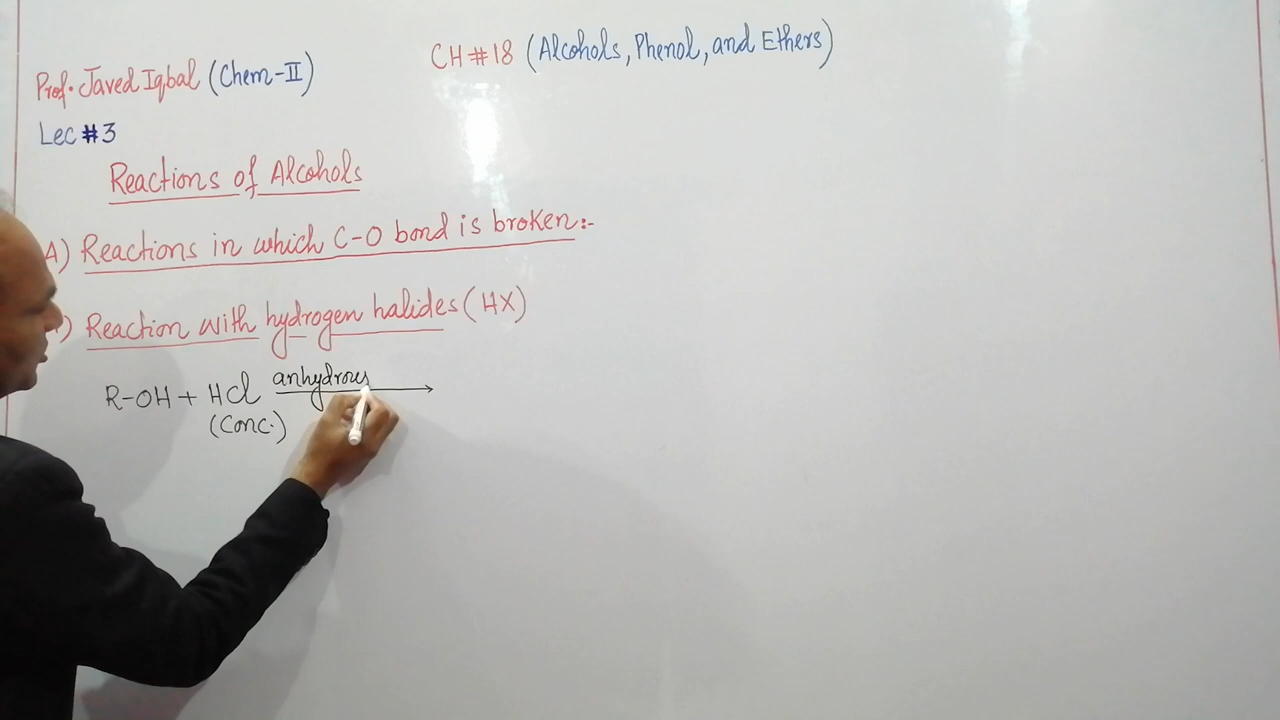 CH#18 (Alcohols, Phenol, and Ethers)
Prof. Javed Iqbal (Chem-II)
Lec #3
Reactions of Alcohols
A) Reactions in which C-O bond is broken:-
) Reaction with hydrogen halides (HX)
R-OH + HCl anhydrous
(Conc.)